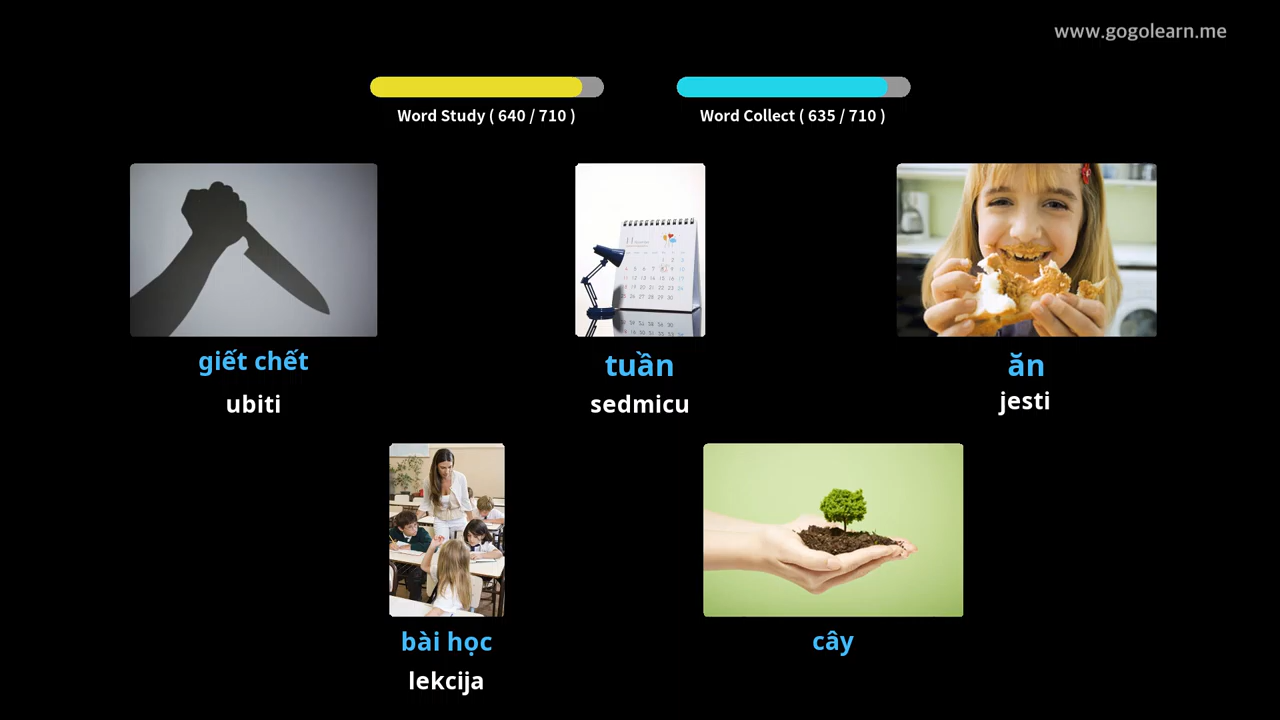 www.gogolearn.me
Word Study ( 640 / 710 )
Word Collect ( 635 / 710 )
giết chết
ubiti
tuần
sedmicu
ăn
jesti
bài học
lekcija
cây